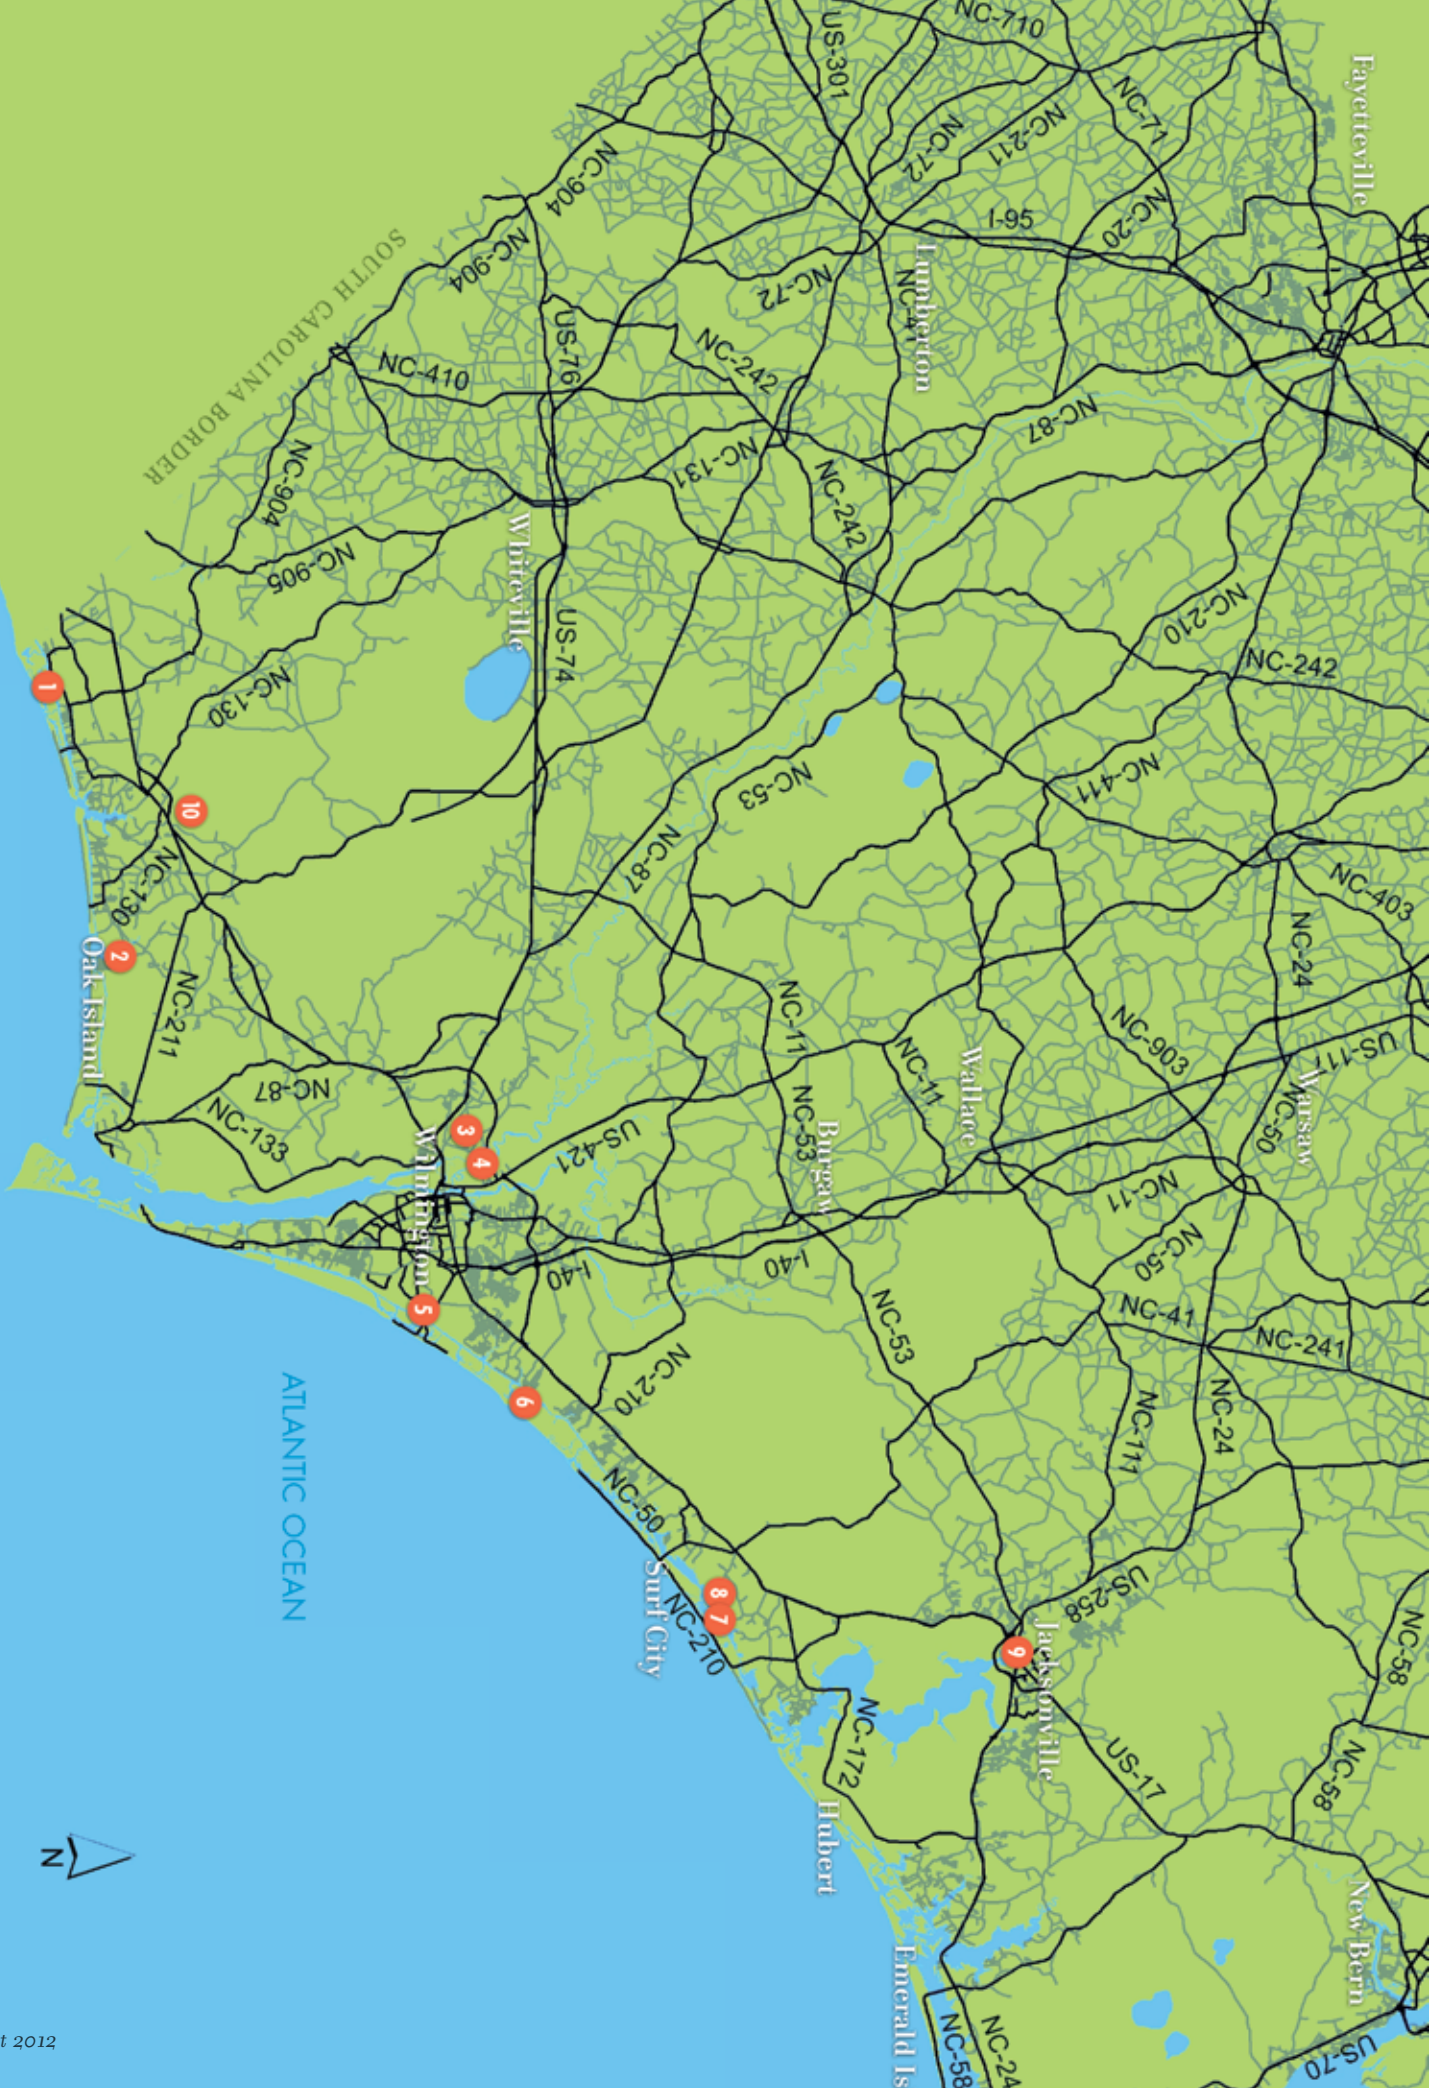 Fayetteville
NC-710
US-301
NC-71
NC-211
NC-72
NC-20
I-95
NC-904
NC-904
SOUTH CAROLINA BORDER
Lumberton
NC-41
NC-72
US-76
NC-242
NC-410
NC-87
NC-131
NC-242
NC-904
NC-905
Whiteville
US-74
NC-210
NC-242
NC-130
1
NC-411
NC-53
10
NC-87
NC-403
NC-130
NC-24
2
Oak Island
NC-211
NC-11
NC-903
US-117
NC-11
Wallace
Warsaw
NC-50
NC-87
NC-133
3
4
Wilmington
US-421
NC-53
Burgaw
NC-11
NC-50
I-40
I-40
5
NC-53
NC-41
NC-241
NC-210
6
NC-111
NC-24
ATLANTIC OCEAN
NC-50
Surf City
8
7
NC-210
US-258
Jacksonville
9
NC-58
NC-172
US-17
NC-58
Hubert
N
New Bern
Emerald Is
NC-58
NC-24
US-70
t 2012